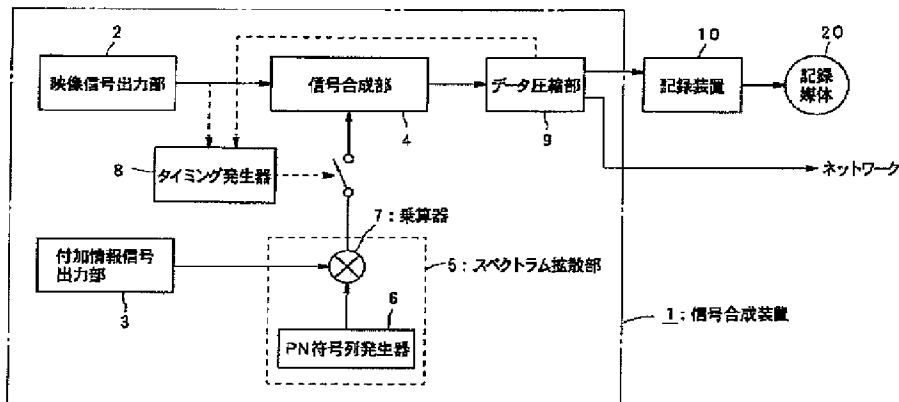 2
映像信号出力部
信号合成部
4
データ圧縮部
9
10
記録装置
20
記録
媒体
8
タイミング発生器
ネットワーク
7：乗算器
付加情報信号
出力部
3
5：スペクトラム拡散部
6
PN符号列発生器
1：信号合成装置